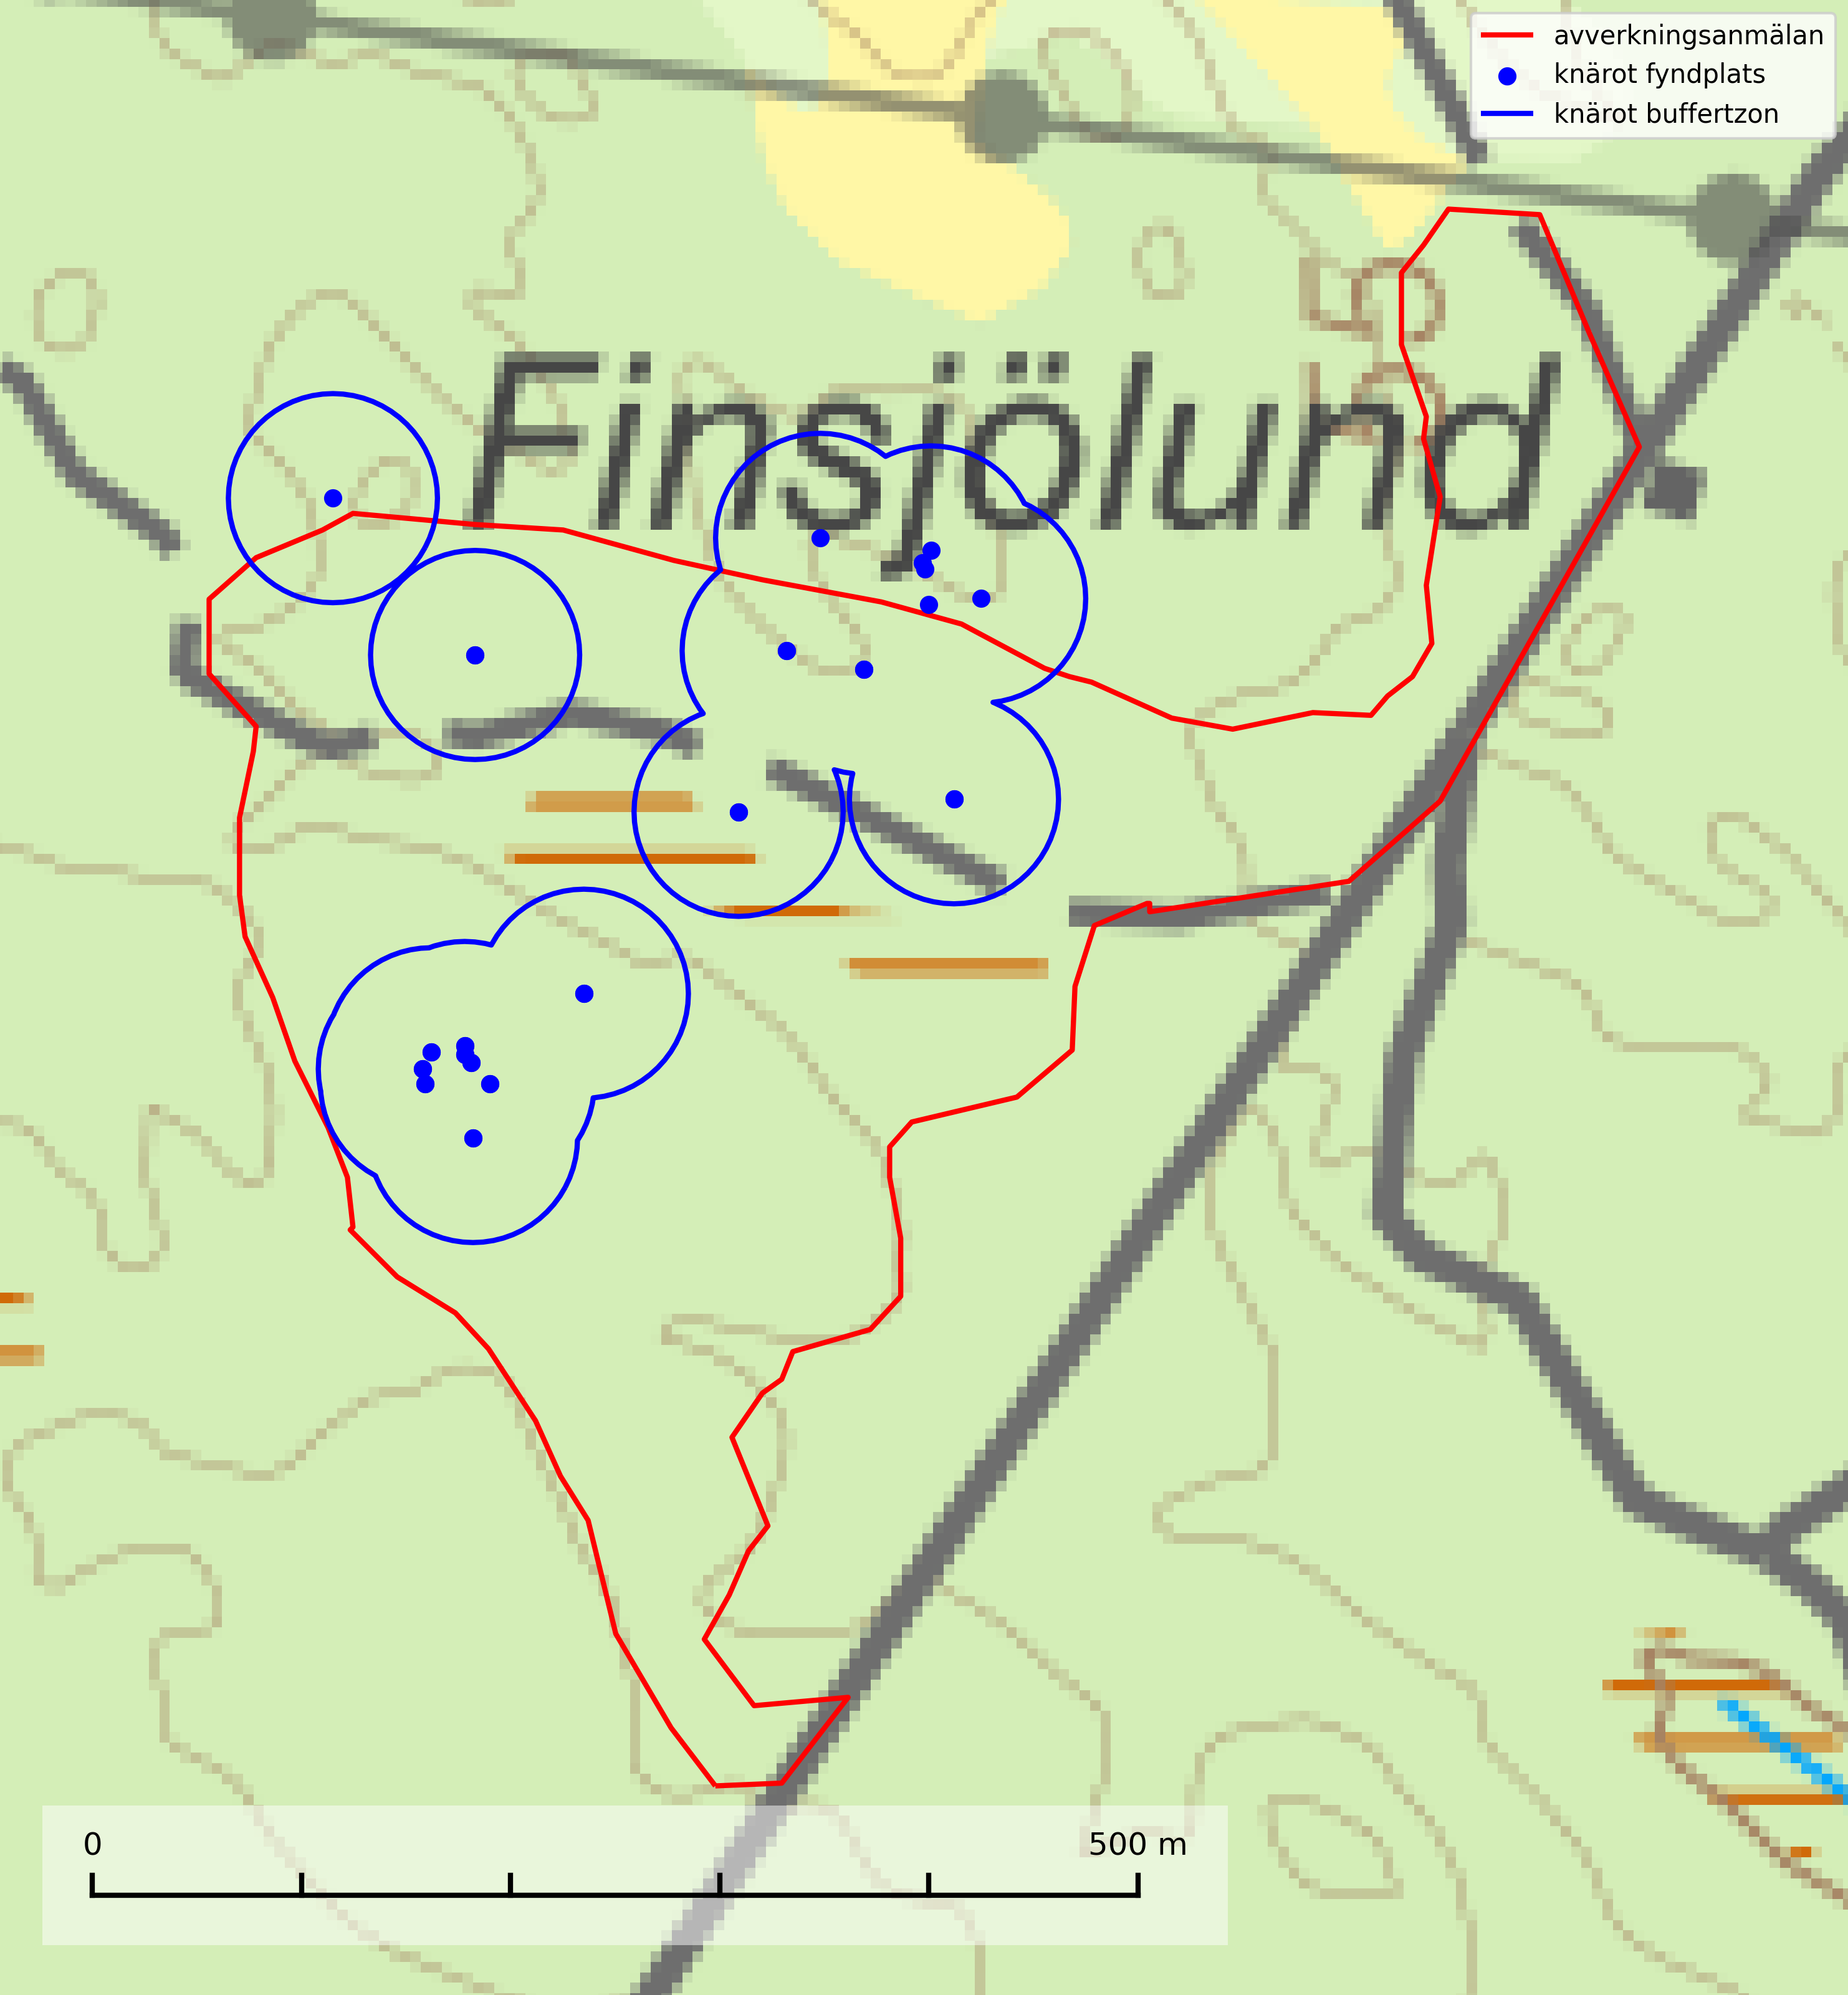 avverkningsanmälan
knärot fyndplats
knärot buffertzon
Finsjölund
0 500 m